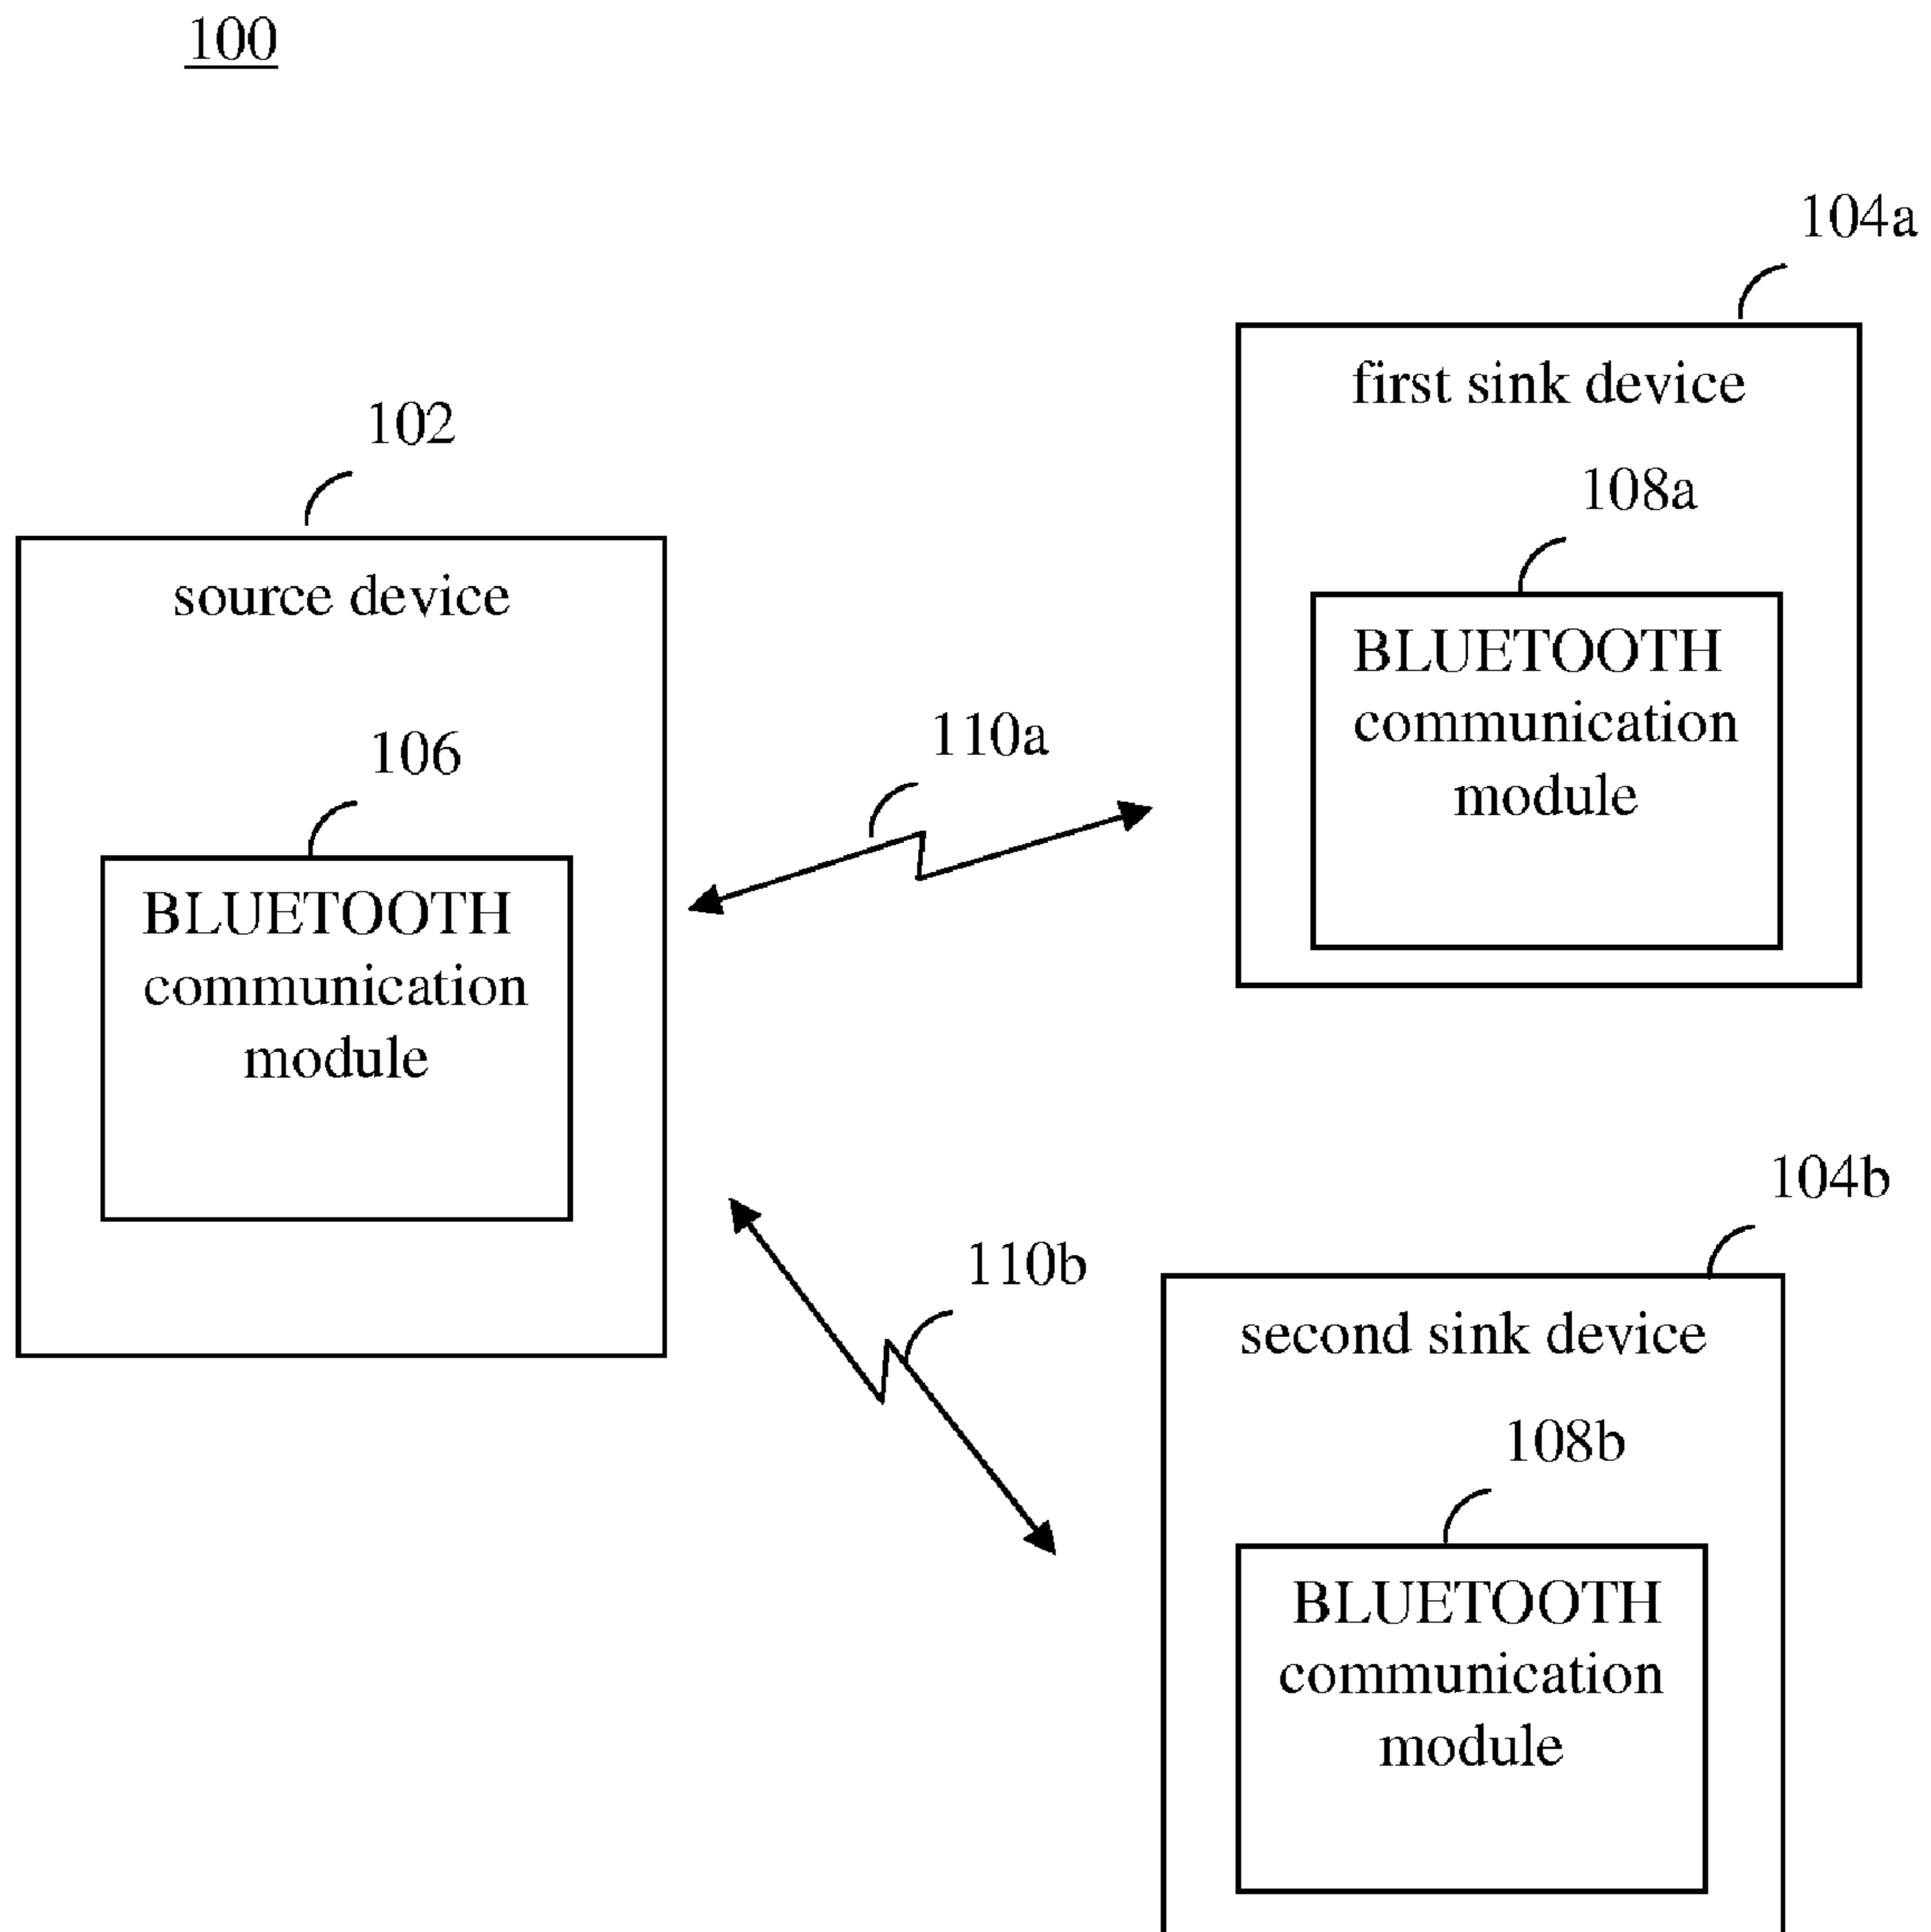 100
104a
first sink device
102
108a
source device
BLUETOOTH
communication
module
110a
106
BLUETOOTH
communication
module
104b
110b
second sink device
108b
BLUETOOTH
communication
module